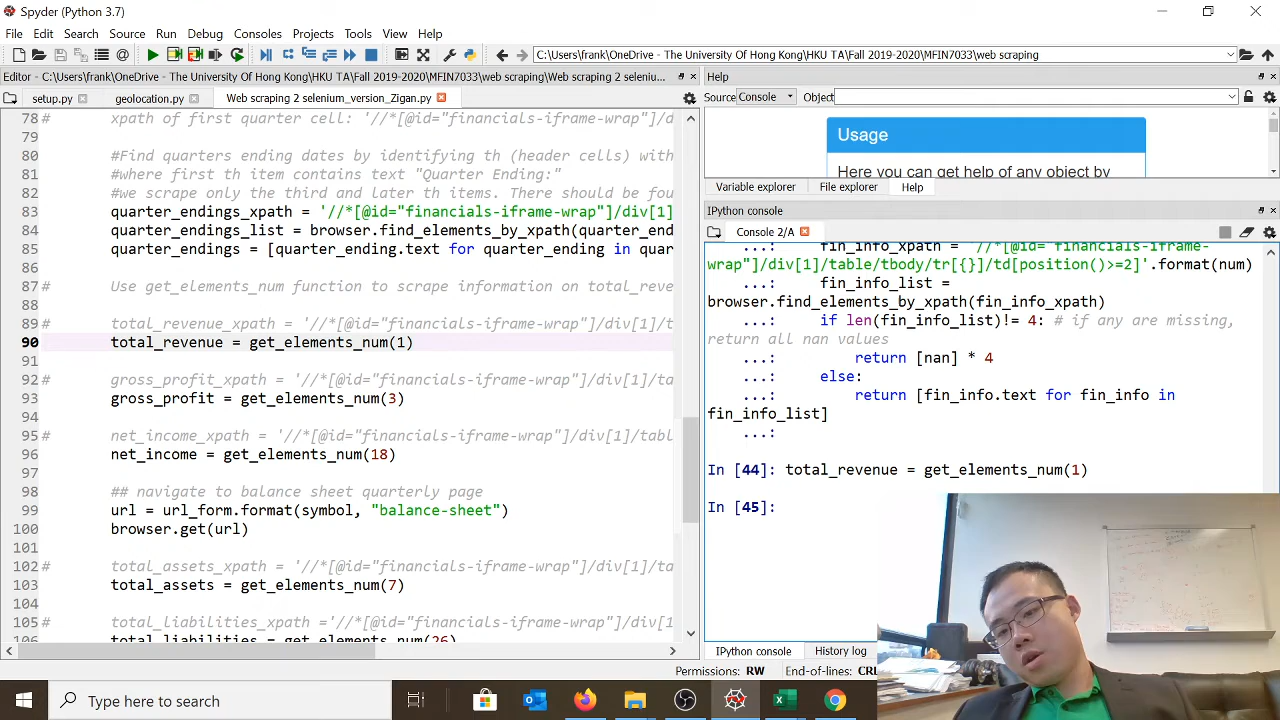 Spyder (Python 3.7)
File Edit Search Source Run Debug Consoles Projects Tools View Help
C:\Users\frank\OneDrive - The University Of Hong Kong\HKU TA\Fall 2019-2020\MFIN7033\web scraping
Editor - C:\Users\frank\OneDrive - The University Of Hong Kong\HKU TA\Fall 2019-2020\MFIN7033\web scraping\Web scraping 2 seleniu...
setup.py geolocation.py Web scraping 2 selenium_version_Zigan.py
78 # xpath of first quarter cell: '//*[@id="financials-iframe-wrap"]/d
79
80 #Find quarters ending dates by identifying th (header cells) with
81 #where first th item contains text "Quarter Ending:"
82 #we scrape only the third and later th items. There should be fou
83 quarter_endings_xpath = '//*[@id="financials-iframe-wrap"]/div[1]
84 quarter_endings_list = browser.find_elements_by_xpath(quarter_end
85 quarter_endings = [quarter_ending.text for quarter_ending in quar
86
87 # Use get_elements_num function to scrape information on total_reve
88
89 # total_revenue_xpath = '//*[@id="financials-iframe-wrap"]/div[1]/t
90 total_revenue = get_elements_num(1)
91
92 # gross_profit_xpath = '//*[@id="financials-iframe-wrap"]/div[1]/ta
93 gross_profit = get_elements_num(3)
94
95 # net_income_xpath = '//*[@id="financials-iframe-wrap"]/div[1]/tabl
96 net_income = get_elements_num(18)
97
98 ## navigate to balance sheet quarterly page
99 url = url_form.format(symbol, "balance-sheet")
100 browser.get(url)
101
102 # total_assets_xpath = '//*[@id="financials-iframe-wrap"]/div[1]/ta
103 total_assets = get_elements_num(7)
104
105 # total_liabilities_xpath ='//*[@id="financials-iframe-wrap"]/div[1
106 total_liabilities = get_elements_num(26)
Help
Source Console Object
Usage
Here you can get help of any object by
Variable explorer File explorer Help
IPython console
Console 2/A
...: fin_info_xpath = '//*[@id="financials-iframe-
wrap"]/div[1]/table/tbody/tr[{}]/td[position()>=2]'.format(num)
...: fin_info_list =
browser.find_elements_by_xpath(fin_info_xpath)
...: if len(fin_info_list)!= 4: # if any are missing,
return all nan values
...: return [nan] * 4
...: else:
...: return [fin_info.text for fin_info in
fin_info_list]
...:
In [44]: total_revenue = get_elements_num(1)
In [45]:
IPython console History log
Permissions: RW End-of-lines: CRL
Type here to search